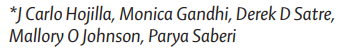 *J Carlo Hojilla, Monica Gandhi, Derek D Satre,
Mallory O Johnson, Parya Saberi